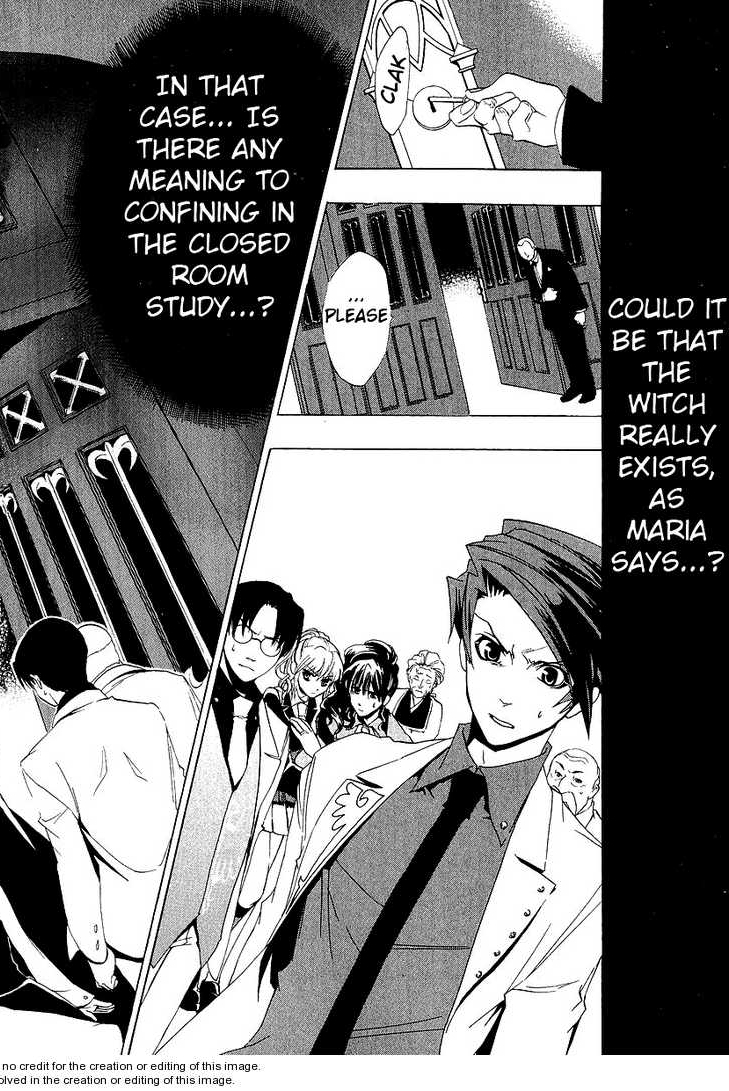 COULD IT
BE THAT
THE
WITCH
REALLY
EXISTS,
AS
MARIA
SAYS...?
CLAK
...
PLEASE
IN THAT
CASE... IS
THERE ANY
MEANING TO
CONFINING IN
THE CLOSED
ROOM
STUDY...?
no credit for the creation or editing of this image.
olved in the creation or editing of this image.